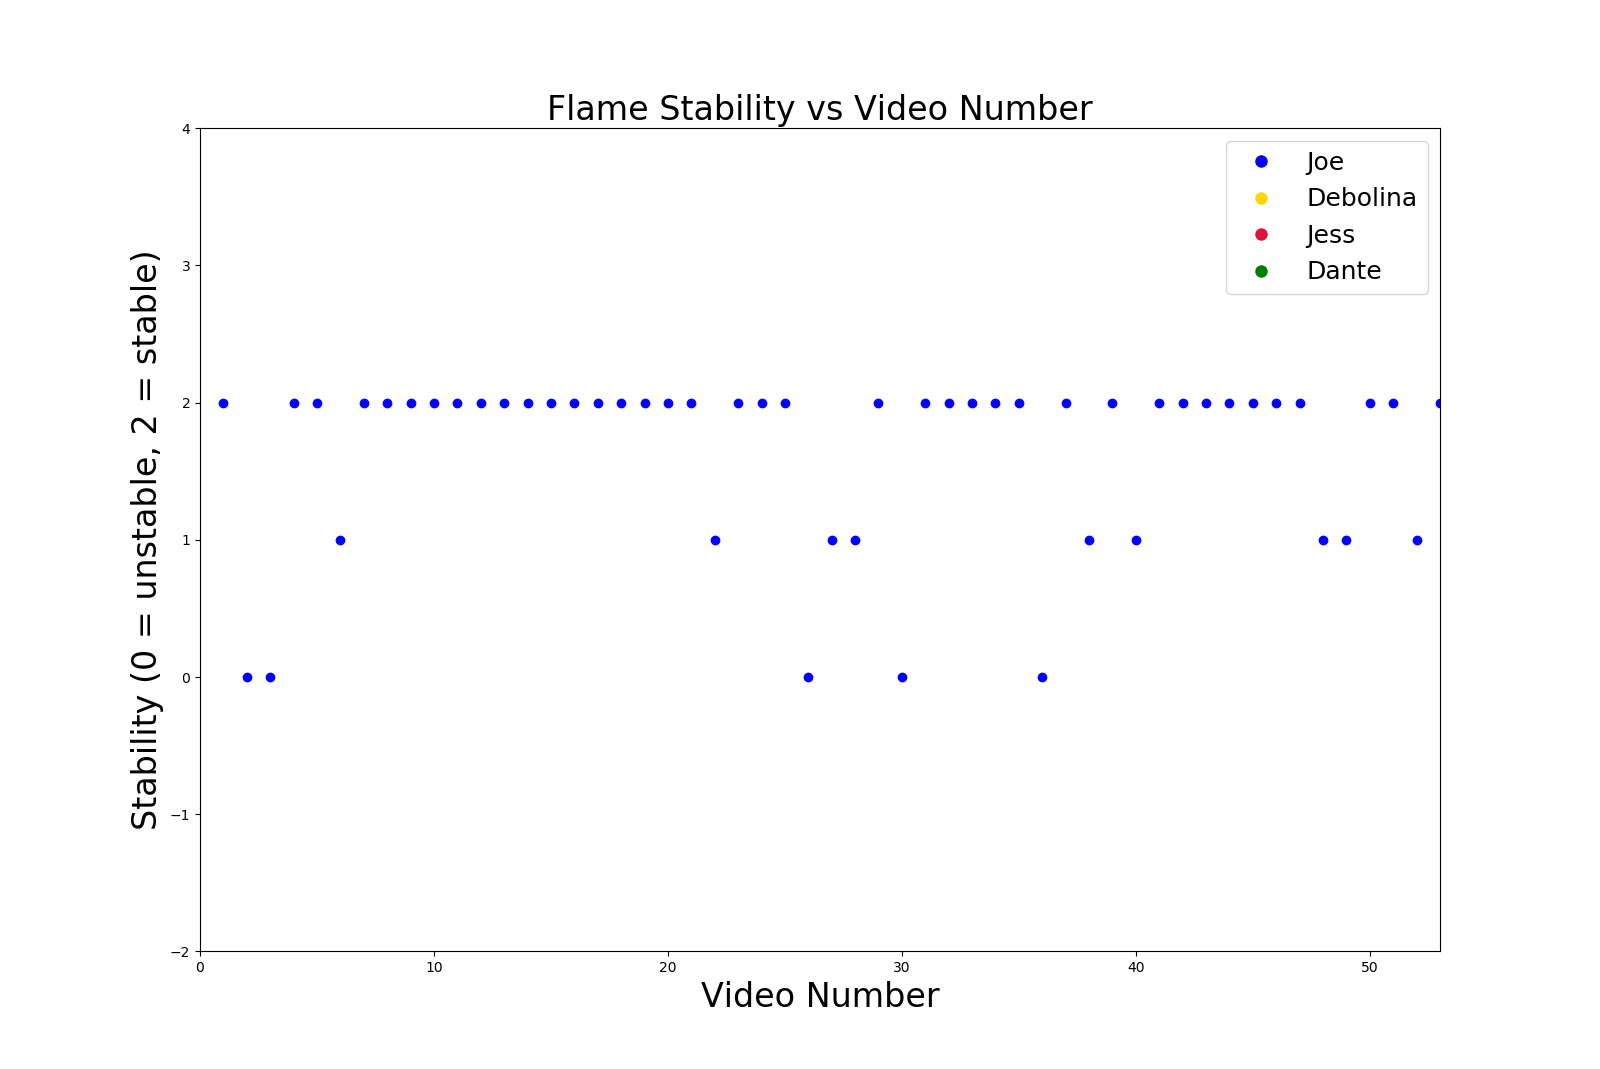 Flame Stability vs Video Number
4
3
2
1
0
−1
−2
Stability (0 = unstable, 2 = stable)
Joe
Debolina
Jess
Dante
0 10 20 30 40 50
Video Number